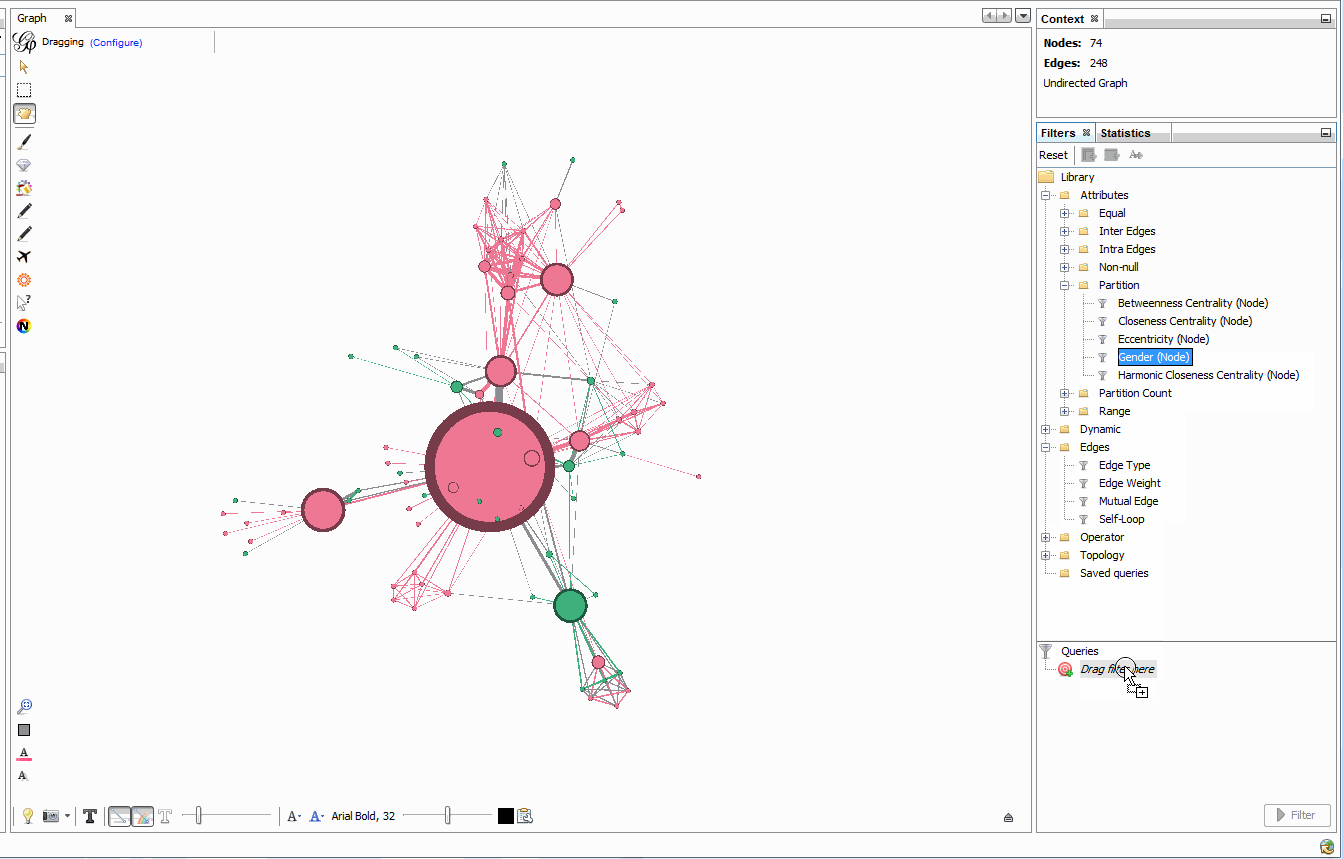 Graph
Dragging (Configure)
Context
Nodes: 74
Edges: 248
Undirected Graph
Filters Statistics
Reset
Library
Attributes
Equal
Inter Edges
Intra Edges
Non-null
Partition
Betweenness Centrality (Node)
Closeness Centrality (Node)
Eccentricity (Node)
Gender (Node)
Harmonic Closeness Centrality (Node)
Partition Count
Range
Dynamic
Edges
Edge Type
Edge Weight
Mutual Edge
Self-Loop
Operator
Topology
Saved queries
Queries
Drag filter here
Filter
A
A
T T A- A- Arial Bold, 32